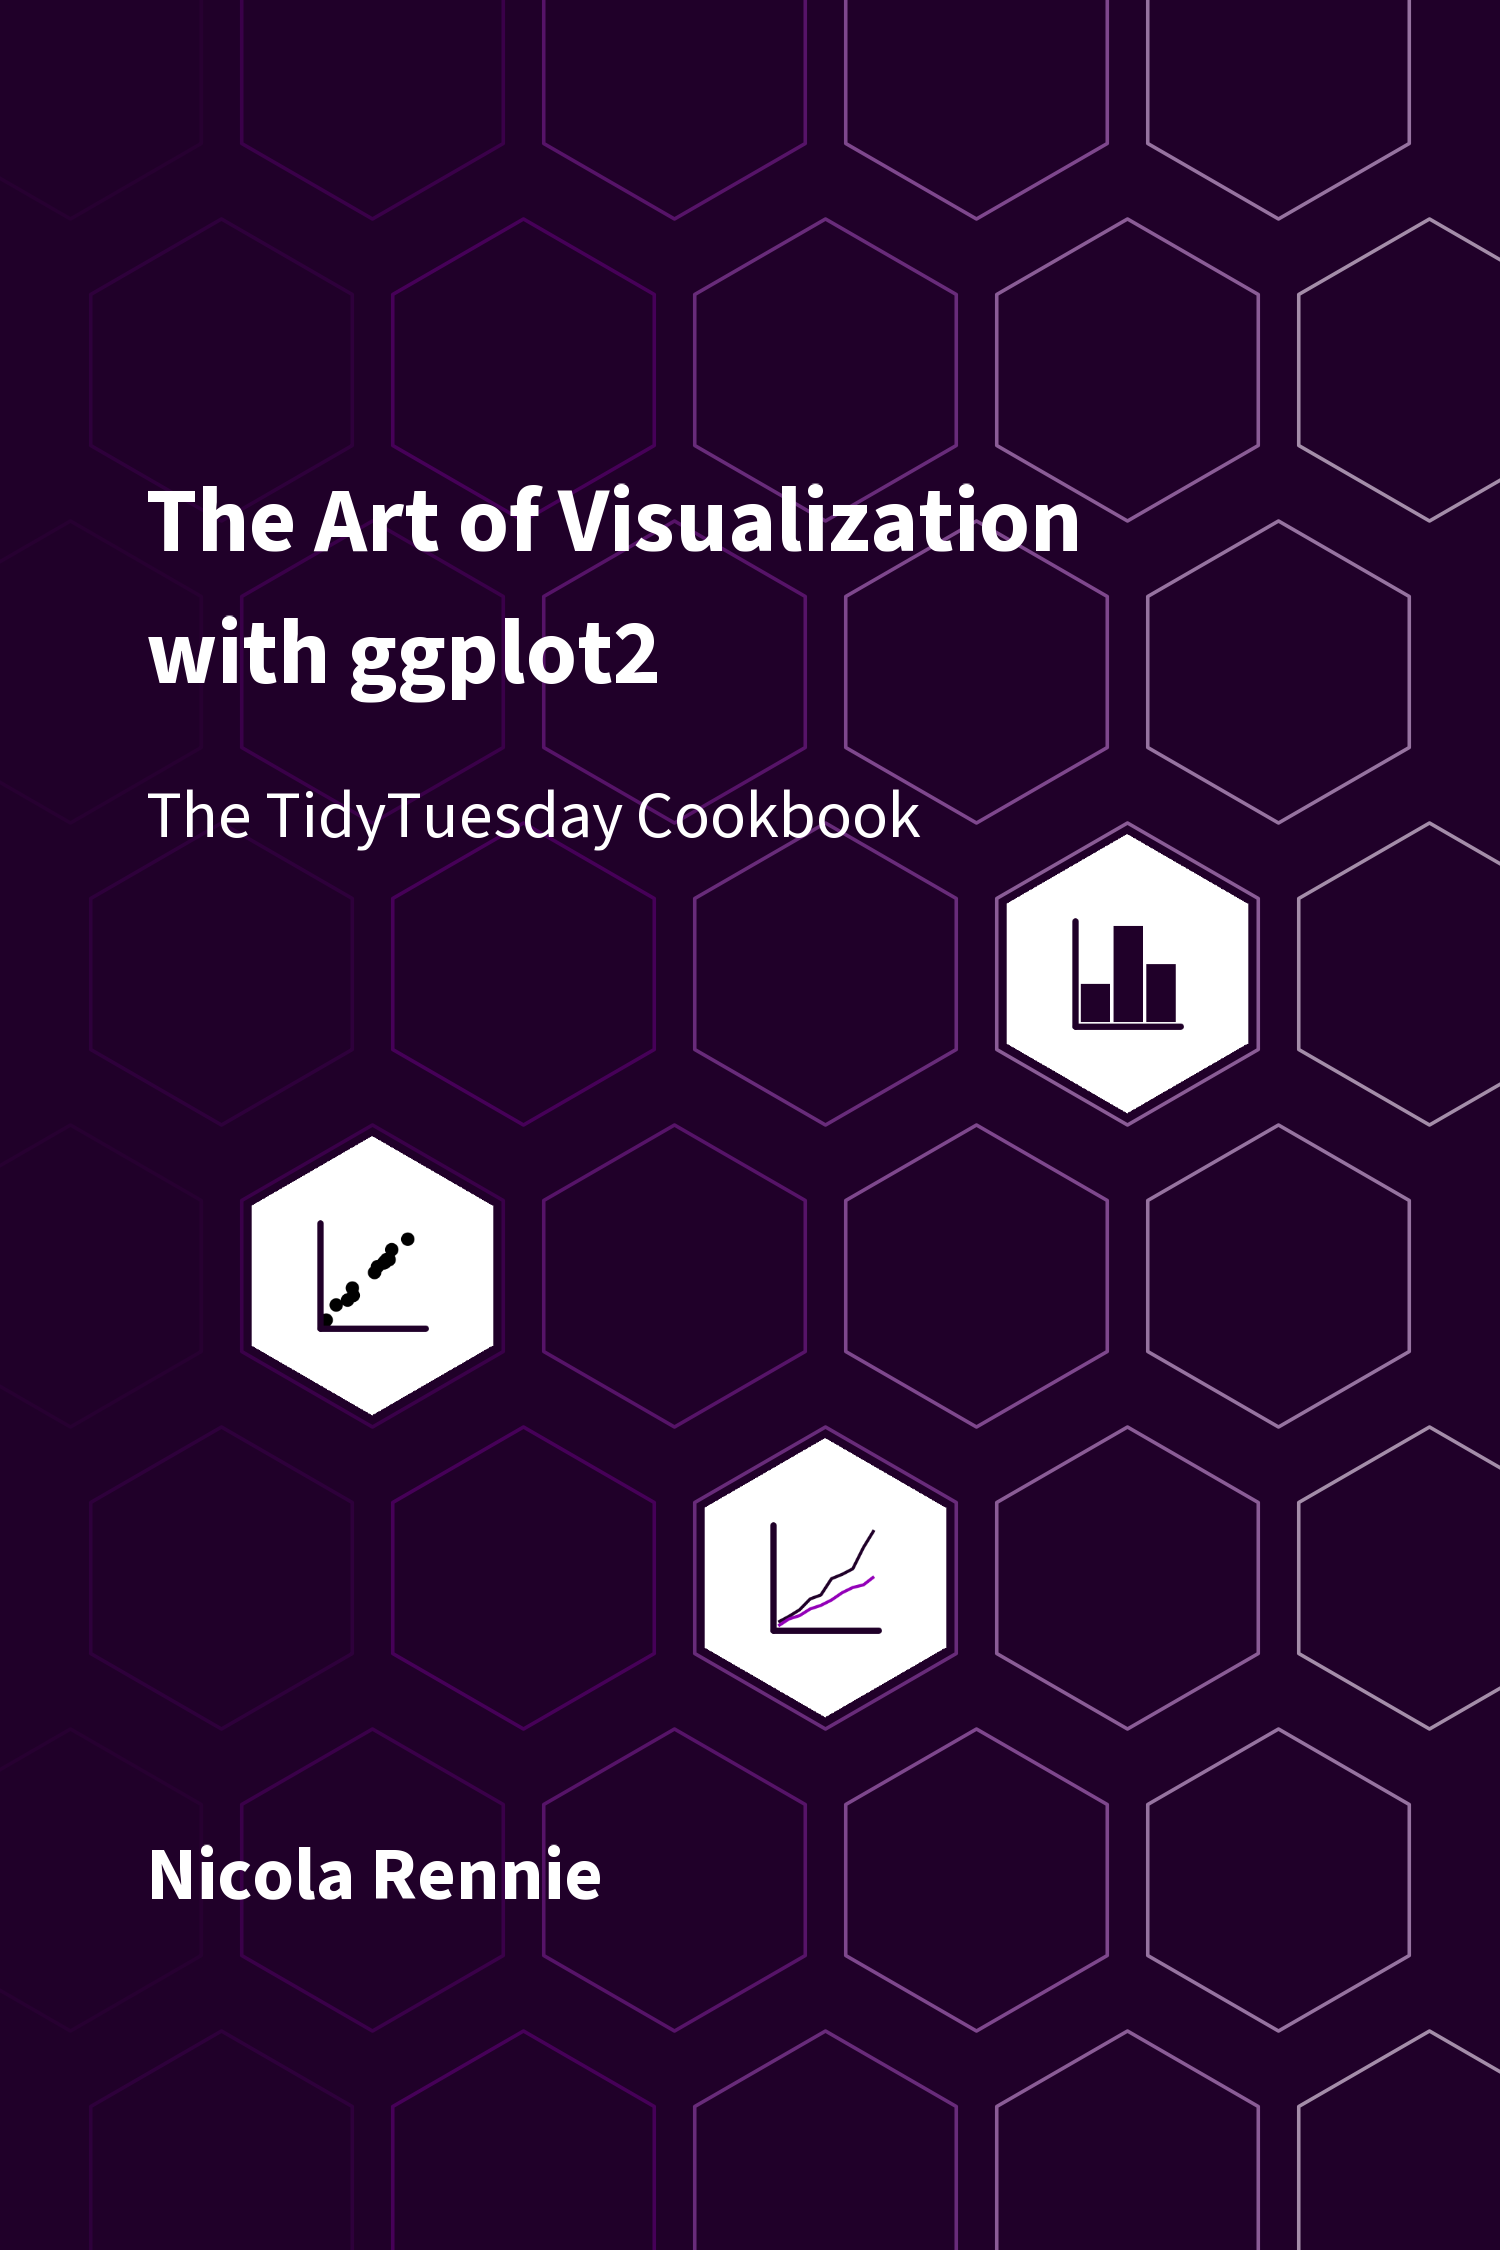 The Art of Visualization
with ggplot2
The TidyTuesday Cookbook
Nicola Rennie